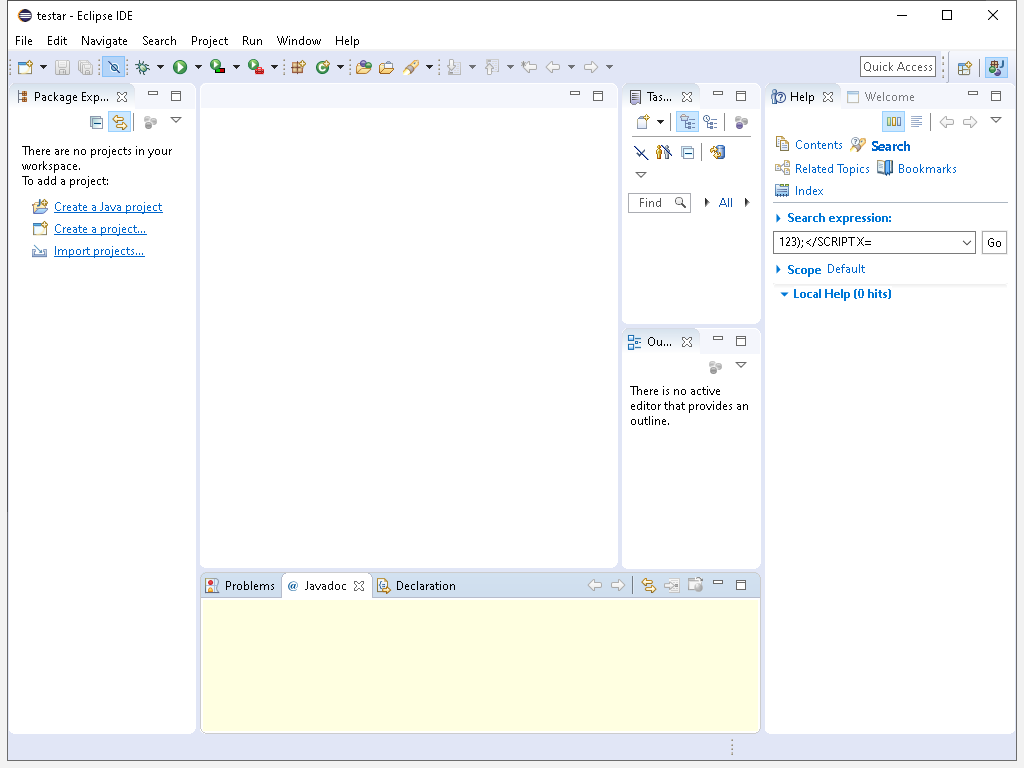 testar - Eclipse IDE
File Edit Navigate Search Project Run Window Help
Quick Access
Package Exp...
There are no projects in your
workspace.
To add a project:
Create a Java project
Create a project...
Import projects...
Tas...
Find
All
Ou...
There is no active
editor that provides an
outline.
Help
Welcome
Contents
Search
Related Topics
Bookmarks
Index
Search expression:
123);</SCRIPTX=
Go
Scope Default
Local Help (0 hits)
Problems
@ Javadoc
Declaration